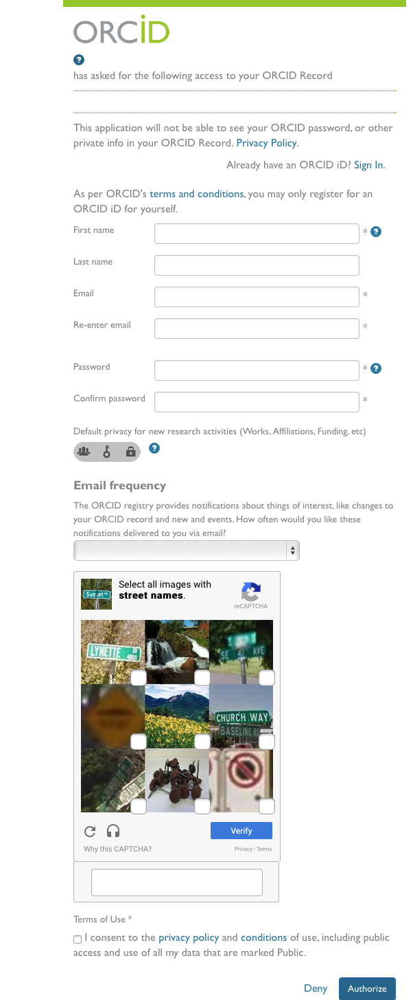 ORCID
?
has asked for the following access to your ORCID Record
This application will not be able to see your ORCID password, or other
private info in your ORCID Record. Privacy Policy.
Already have an ORCID iD? Sign In.
As per ORCID's terms and conditions, you may only register for an
ORCID iD for yourself.
First name * ?
Last name
Email *
Re-enter email *
Password * ?
Confirm password *
Default privacy for new research activities (Works, Affiliations, Funding, etc)
?
Email frequency
The ORCID registry provides notifications about things of interest, like changes to
your ORCID record and new and events. How often would you like these
notifications delivered to you via email?
Sunset
Select all images with
street names.
reCAPTCHA
LYNETTE DR
4000
SE AVE
CHURCH WAY
BASELINE RD
Verify
Why this CAPTCHA?
Privacy - Terms
Terms of Use *
I consent to the privacy policy and conditions of use, including public
access and use of all my data that are marked Public.
Deny Authorize